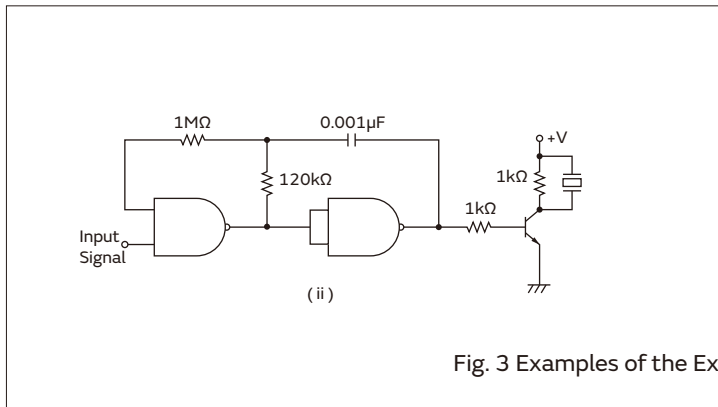 1MΩ
0.001μF
+V
120kΩ
1kΩ
1kΩ
Input
Signal
( ii )
Fig. 3 Examples of the Ex